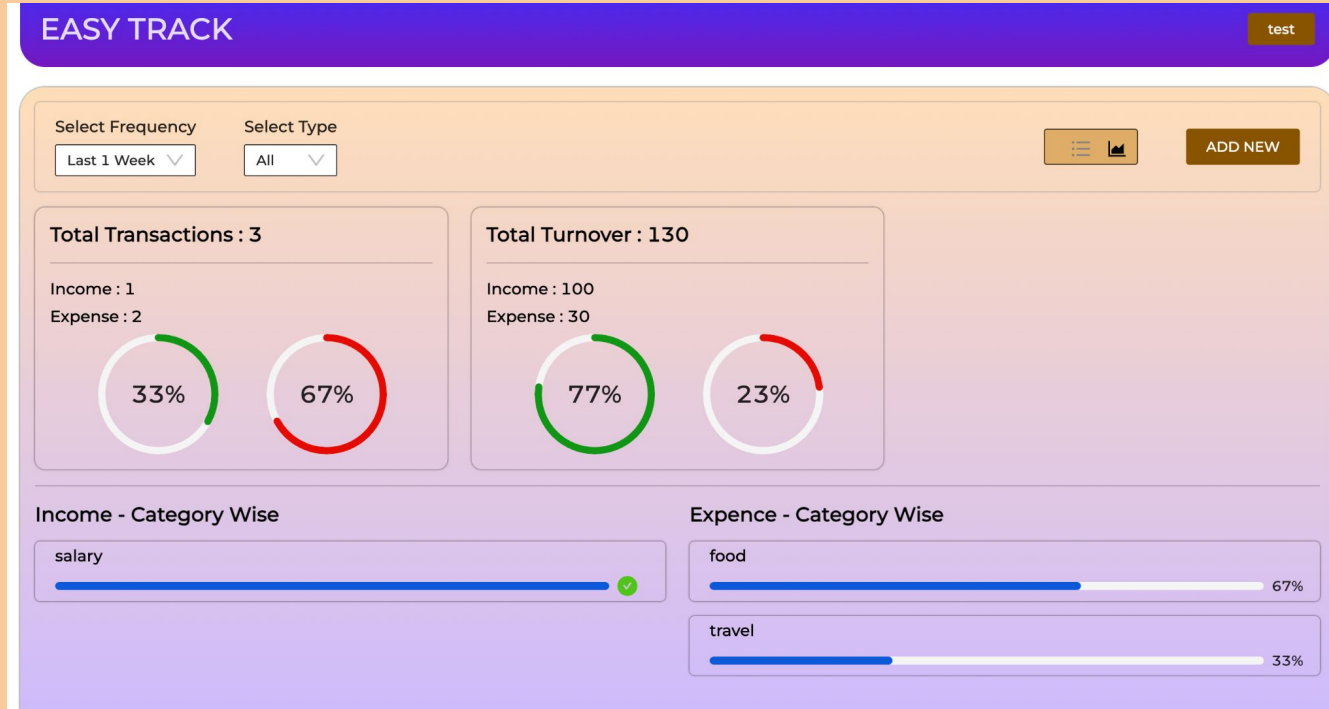 EASY TRACK
test
Select Frequency
Select Type
Last 1 Week
All
ADD NEW
Total Transactions : 3
Income : 1
Expense : 2
33%
67%
Total Turnover : 130
Income : 100
Expense : 30
77%
23%
Income - Category Wise
salary
Expence - Category Wise
food
67%
travel
33%